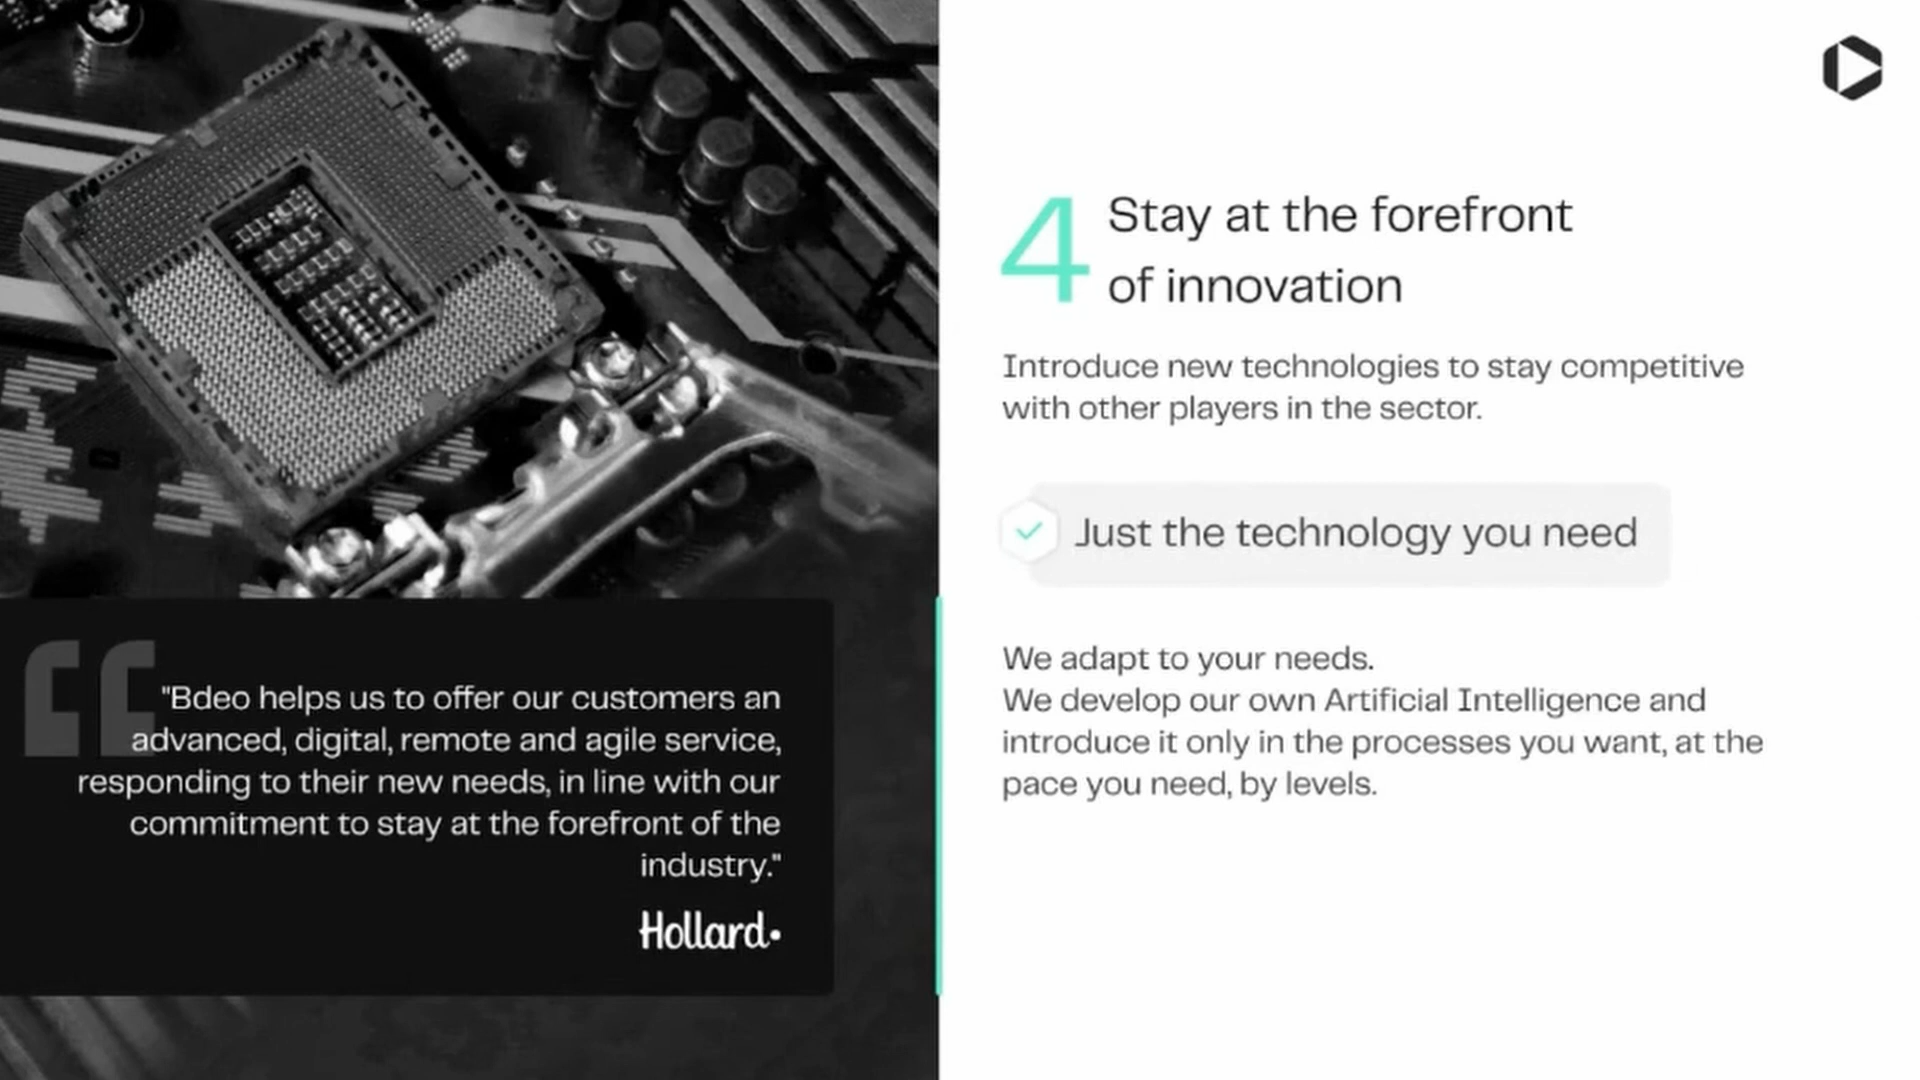 "Bdeo helps us to offer our customers an
advanced, digital, remote and agile service,
responding to their new needs, in line with our
commitment to stay at the forefront of the
industry."
Hollard.
4 Stay at the forefront
of innovation
Introduce new technologies to stay competitive
with other players in the sector.
Just the technology you need
We adapt to your needs.
We develop our own Artificial Intelligence and
introduce it only in the processes you want, at the
pace you need, by levels.